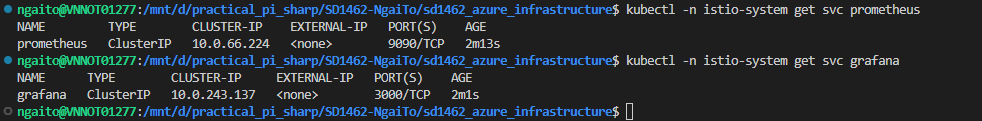 ngaito@VNNOT01277:/mnt/d/practical_pi_sharp/SD1462-NgaiTo/sd1462_azure_infrastructure$ kubectl -n istio-system get svc prometheus
NAME         TYPE        CLUSTER-IP    EXTERNAL-IP   PORT(S)    AGE
prometheus   ClusterIP   10.0.66.224   <none>        9090/TCP   2m13s
ngaito@VNNOT01277:/mnt/d/practical_pi_sharp/SD1462-NgaiTo/sd1462_azure_infrastructure$ kubectl -n istio-system get svc grafana
NAME      TYPE        CLUSTER-IP     EXTERNAL-IP   PORT(S)    AGE
grafana   ClusterIP   10.0.243.137   <none>        3000/TCP   2m1s
ngaito@VNNOT01277:/mnt/d/practical_pi_sharp/SD1462-NgaiTo/sd1462_azure_infrastructure$